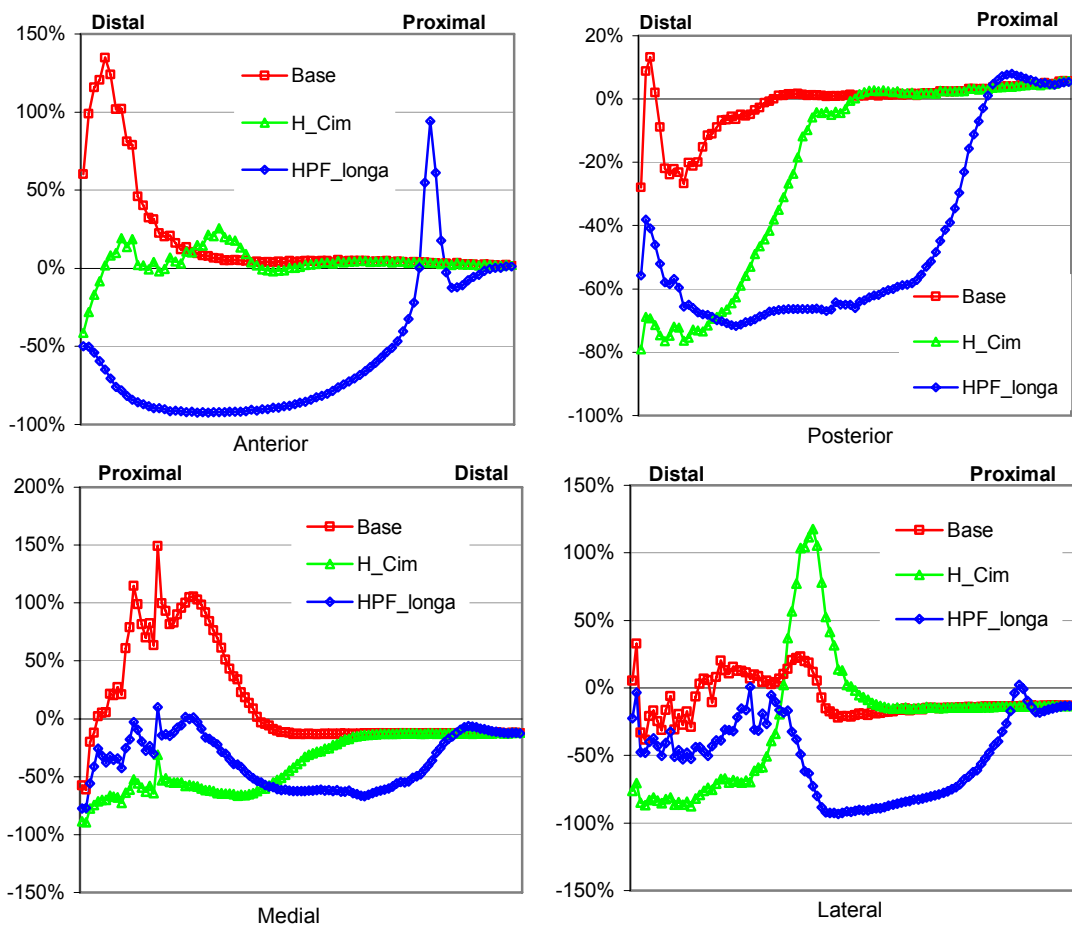 Distal Proximal
150%
100%
50%
0%
-50%
-100%
Base
H_Cim
HPF_longa
Anterior
Proximal
20%
0%
-20%
-40%
-60%
-80%
-100%
Distal
Base
H_Cim
HPF_longa
Posterior
Proximal Distal
200%
150%
100%
50%
0%
-50%
-100%
-150%
Base
H_Cim
HPF_longa
Medial
Distal Proximal
150%
100%
50%
0%
-50%
-100%
-150%
Base
H_Cim
HPF_longa
Lateral